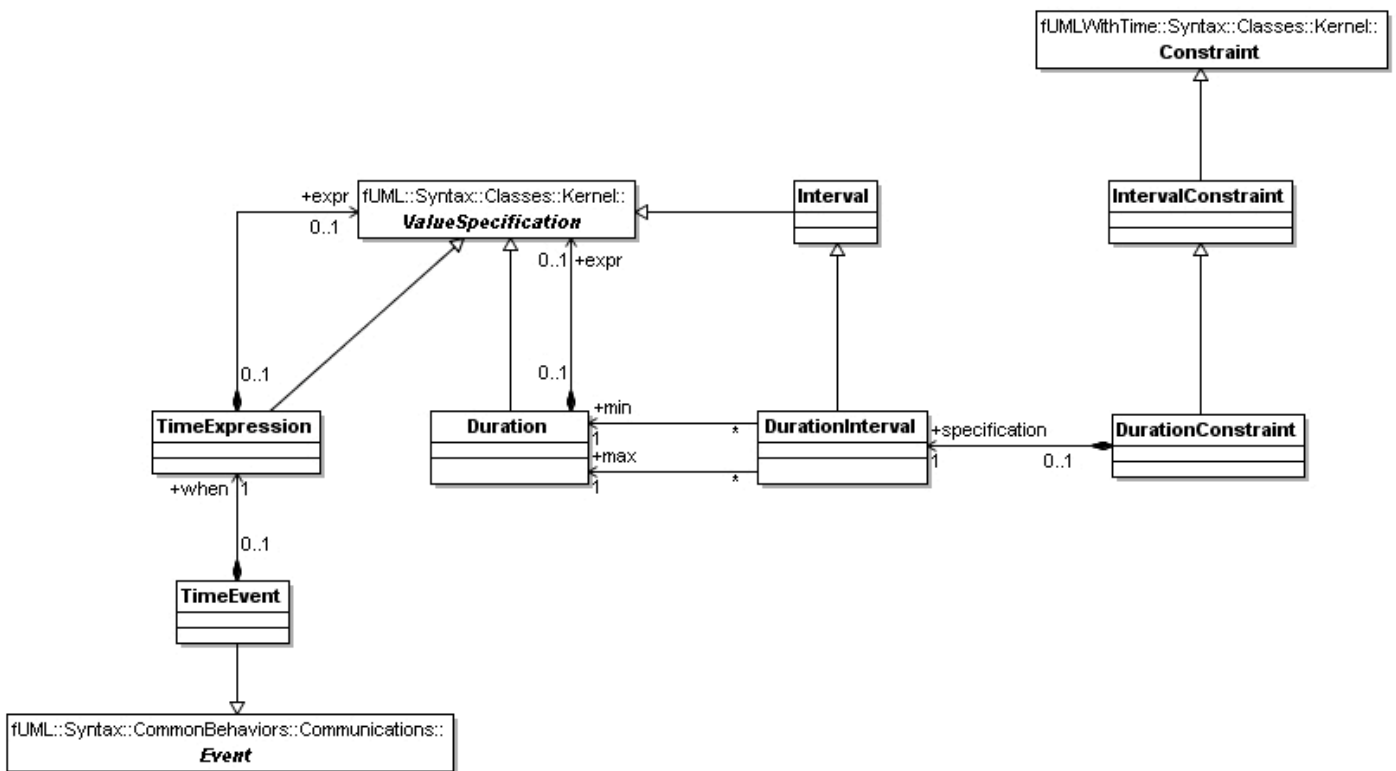 fUMLWithTime::Syntax::Classes::Kernel::
Constraint
+expr
0..1
fUML::Syntax::Classes::Kernel::
ValueSpecification
Interval
IntervalConstraint
0..1
+expr
0..1
0..1
TimeExpression
Duration
+min
1
*
DurationInterval
+specification
1
0..1
DurationConstraint
+max
1
*
+when
1
0..1
TimeEvent
fUML::Syntax::CommonBehaviors::Communications::
Event